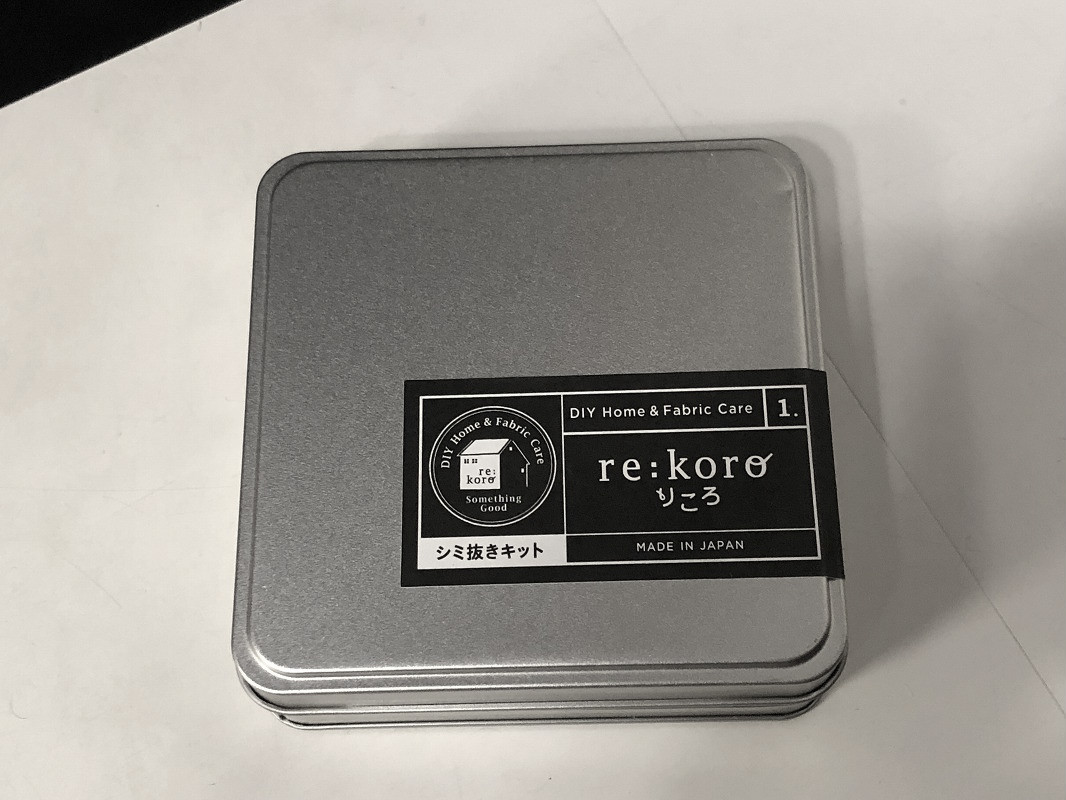 DIY Home & Fabric Care
re:
koro
Something
Good
シミ抜きキット
DIY Home & Fabric Care
1.
re:koro
りころ
MADE IN JAPAN